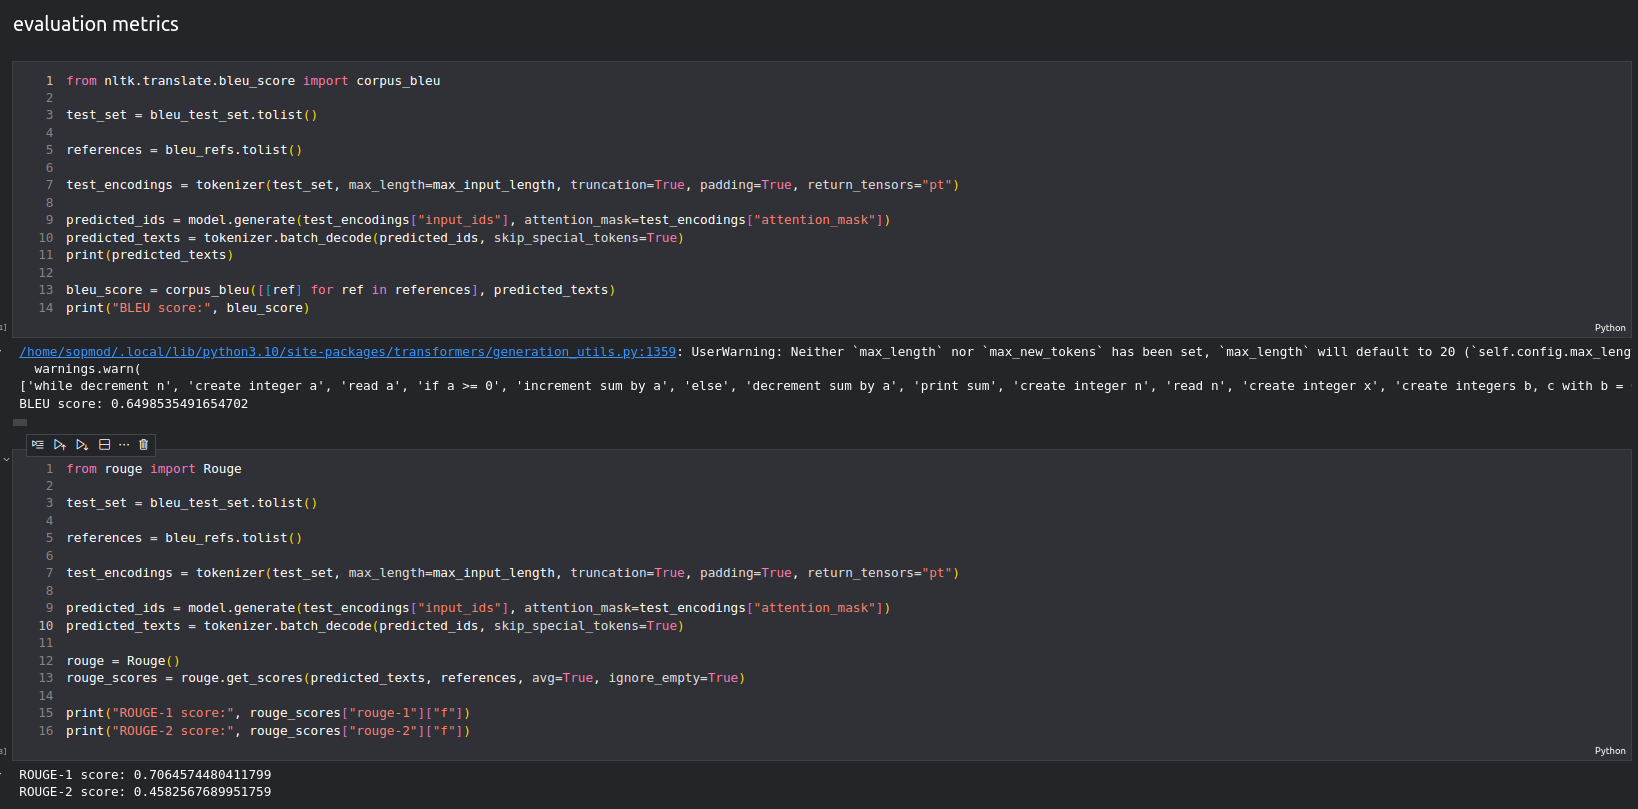 evaluation metrics
1 from nltk.translate.bleu_score import corpus_bleu
2
3 test_set = bleu_test_set.tolist()
4
5 references = bleu_refs.tolist()
6
7 test_encodings = tokenizer(test_set, max_length=max_input_length, truncation=True, padding=True, return_tensors="pt")
8
9 predicted_ids = model.generate(test_encodings["input_ids"], attention_mask=test_encodings["attention_mask"])
10 predicted_texts = tokenizer.batch_decode(predicted_ids, skip_special_tokens=True)
11 print(predicted_texts)
12
13 bleu_score = corpus_bleu([[ref] for ref in references], predicted_texts)
14 print("BLEU score:", bleu_score)
Python
/home/sopmod/.local/lib/python3.10/site-packages/transformers/generation_utils.py:1359: UserWarning: Neither `max_length` nor `max_new_tokens` has been set, `max_length` will default to 20 (`self.config.max_leng
warnings.warn(
['while decrement n', 'create integer a', 'read a', 'if a >= 0', 'increment sum by a', 'else', 'decrement sum by a', 'print sum', 'create integer n', 'read n', 'create integer x', 'create integers b, c with b =
BLEU score: 0.6498535491654702
1 from rouge import Rouge
2
3 test_set = bleu_test_set.tolist()
4
5 references = bleu_refs.tolist()
6
7 test_encodings = tokenizer(test_set, max_length=max_input_length, truncation=True, padding=True, return_tensors="pt")
8
9 predicted_ids = model.generate(test_encodings["input_ids"], attention_mask=test_encodings["attention_mask"])
10 predicted_texts = tokenizer.batch_decode(predicted_ids, skip_special_tokens=True)
11
12 rouge = Rouge()
13 rouge_scores = rouge.get_scores(predicted_texts, references, avg=True, ignore_empty=True)
14
15 print("ROUGE-1 score:", rouge_scores["rouge-1"]["f"])
16 print("ROUGE-2 score:", rouge_scores["rouge-2"]["f"])
Python
ROUGE-1 score: 0.7064574480411799
ROUGE-2 score: 0.4582567689951759